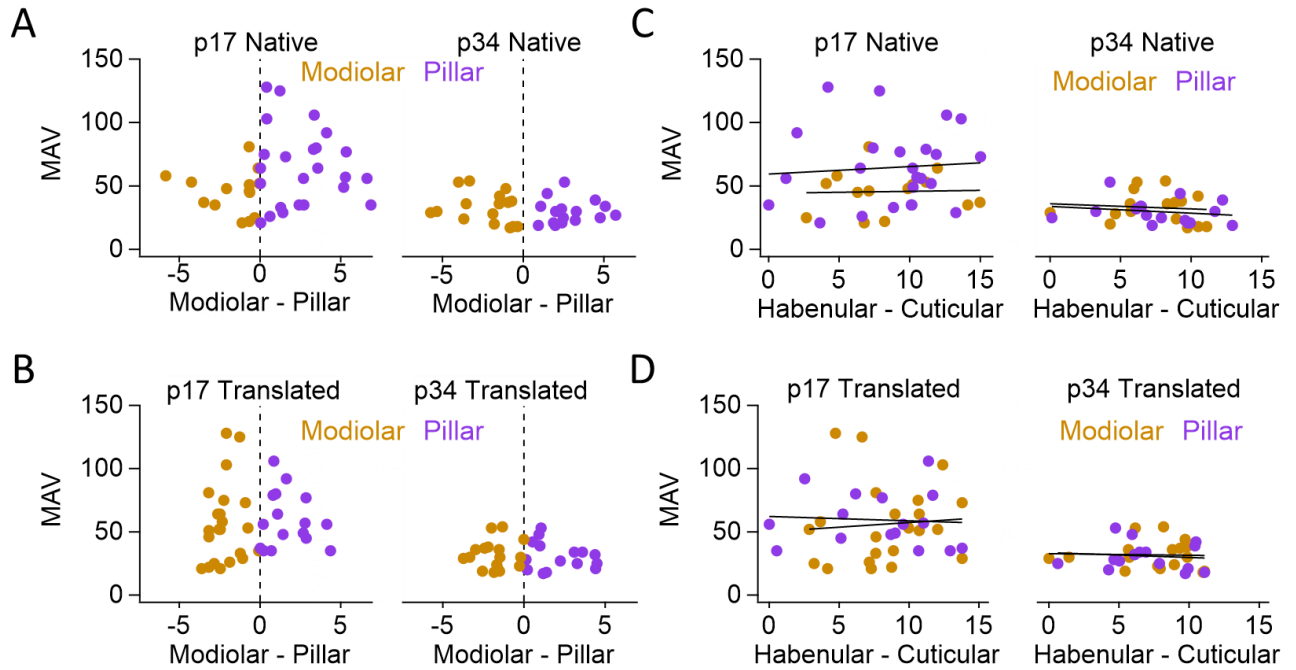 A
p17 Native
p34 Native
Modiolar Pillar
MAV
150
100
50
0
-5 0 5
-5 0 5
Modiolar - Pillar
Modiolar - Pillar
C
p17 Native
p34 Native
Modiolar Pillar
MAV
150
100
50
0
0 5 10 15
0 5 10 15
Habenular - Cuticular
Habenular - Cuticular
B
p17 Translated
p34 Translated
Modiolar Pillar
MAV
150
100
50
0
-5 0 5
-5 0 5
Modiolar - Pillar
Modiolar - Pillar
D
p17 Translated
p34 Translated
Modiolar Pillar
MAV
150
100
50
0
0 5 10 15
0 5 10 15
Habenular - Cuticular
Habenular - Cuticular